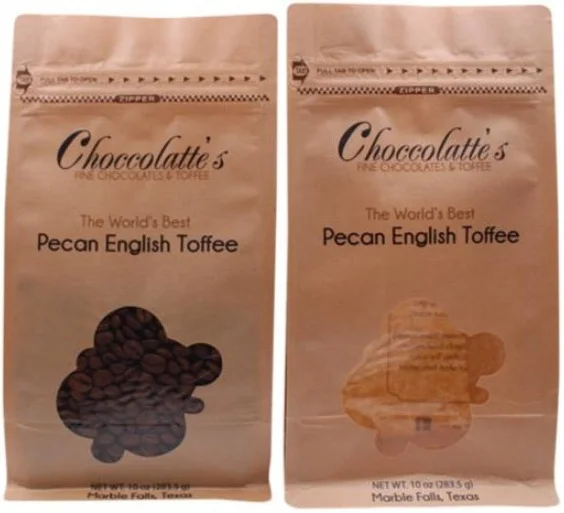 PULL TAB TO OPEN
ZIPPER
Choccolatte's
FINE CHOCOLATES & TOFFEE
The World's Best
Pecan English Toffee
NET WT. 10 oz (283.5 g)
Marble Falls, Texas
PULL TAB TO OPEN
ZIPPER
Choccolatte's
FINE CHOCOLATES & TOFFEE
The World's Best
Pecan English Toffee
NET WT. 10 oz (283.5 g)
Marble Falls, Texas